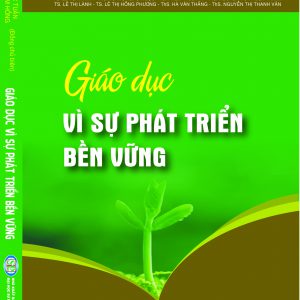 TS. LÊ THỊ LÀNH - TS. LÊ THỊ HỒNG PHƯƠNG - ThS. HÀ VĂN THẮNG - ThS. NGUYỄN THỊ THANH VÂN
Giáo dục
VÌ SỰ PHÁT TRIỂN
BỀN VỮNG
GIÁO DỤC VÌ SỰ PHÁT TRIỂN BỀN VỮNG